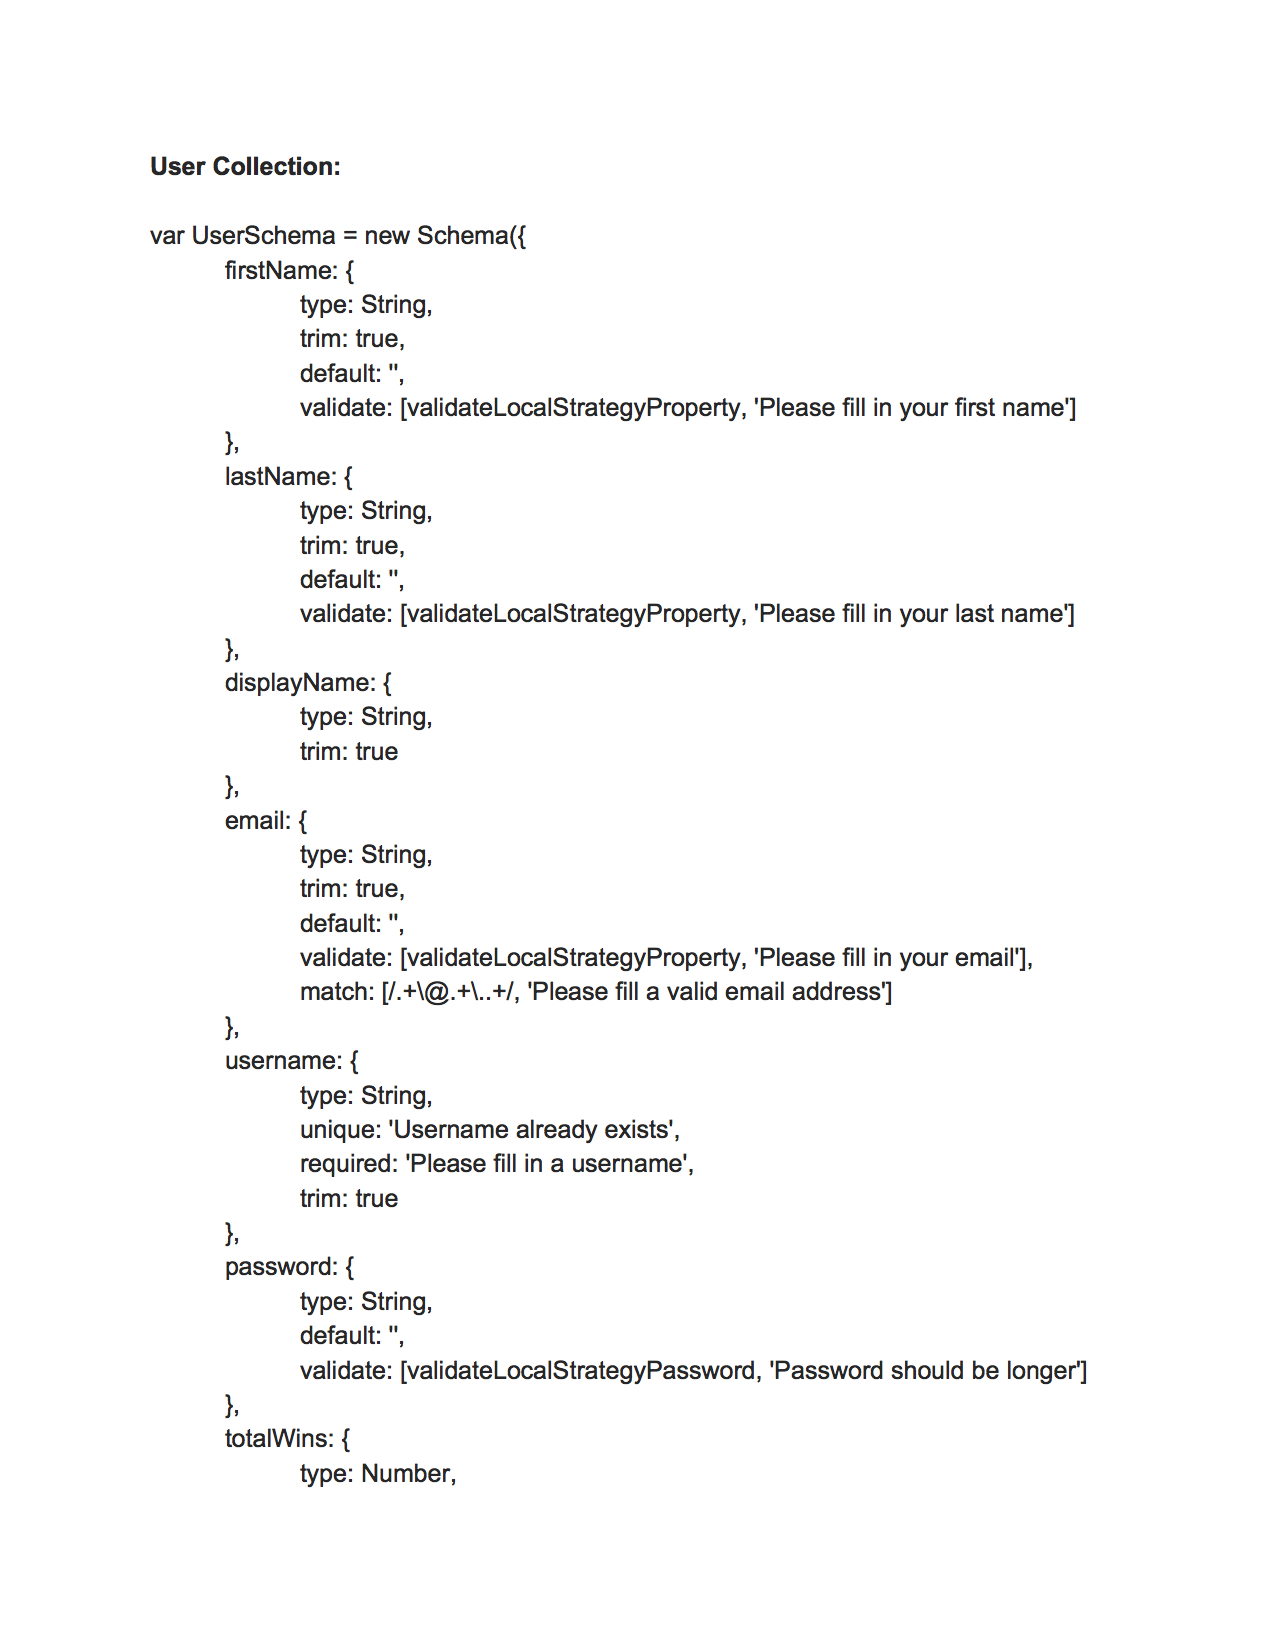 User Collection:
var UserSchema = new Schema({
firstName: {
type: String,
trim: true,
default: '',
validate: [validateLocalStrategyProperty, 'Please fill in your first name']
},
lastName: {
type: String,
trim: true,
default: '',
validate: [validateLocalStrategyProperty, 'Please fill in your last name']
},
displayName: {
type: String,
trim: true
},
email: {
type: String,
trim: true,
default: '',
validate: [validateLocalStrategyProperty, 'Please fill in your email'],
match: [/.+\@.+\..+/, 'Please fill a valid email address']
},
username: {
type: String,
unique: 'Username already exists',
required: 'Please fill in a username',
trim: true
},
password: {
type: String,
default: '',
validate: [validateLocalStrategyPassword, 'Password should be longer']
},
totalWins: {
type: Number,